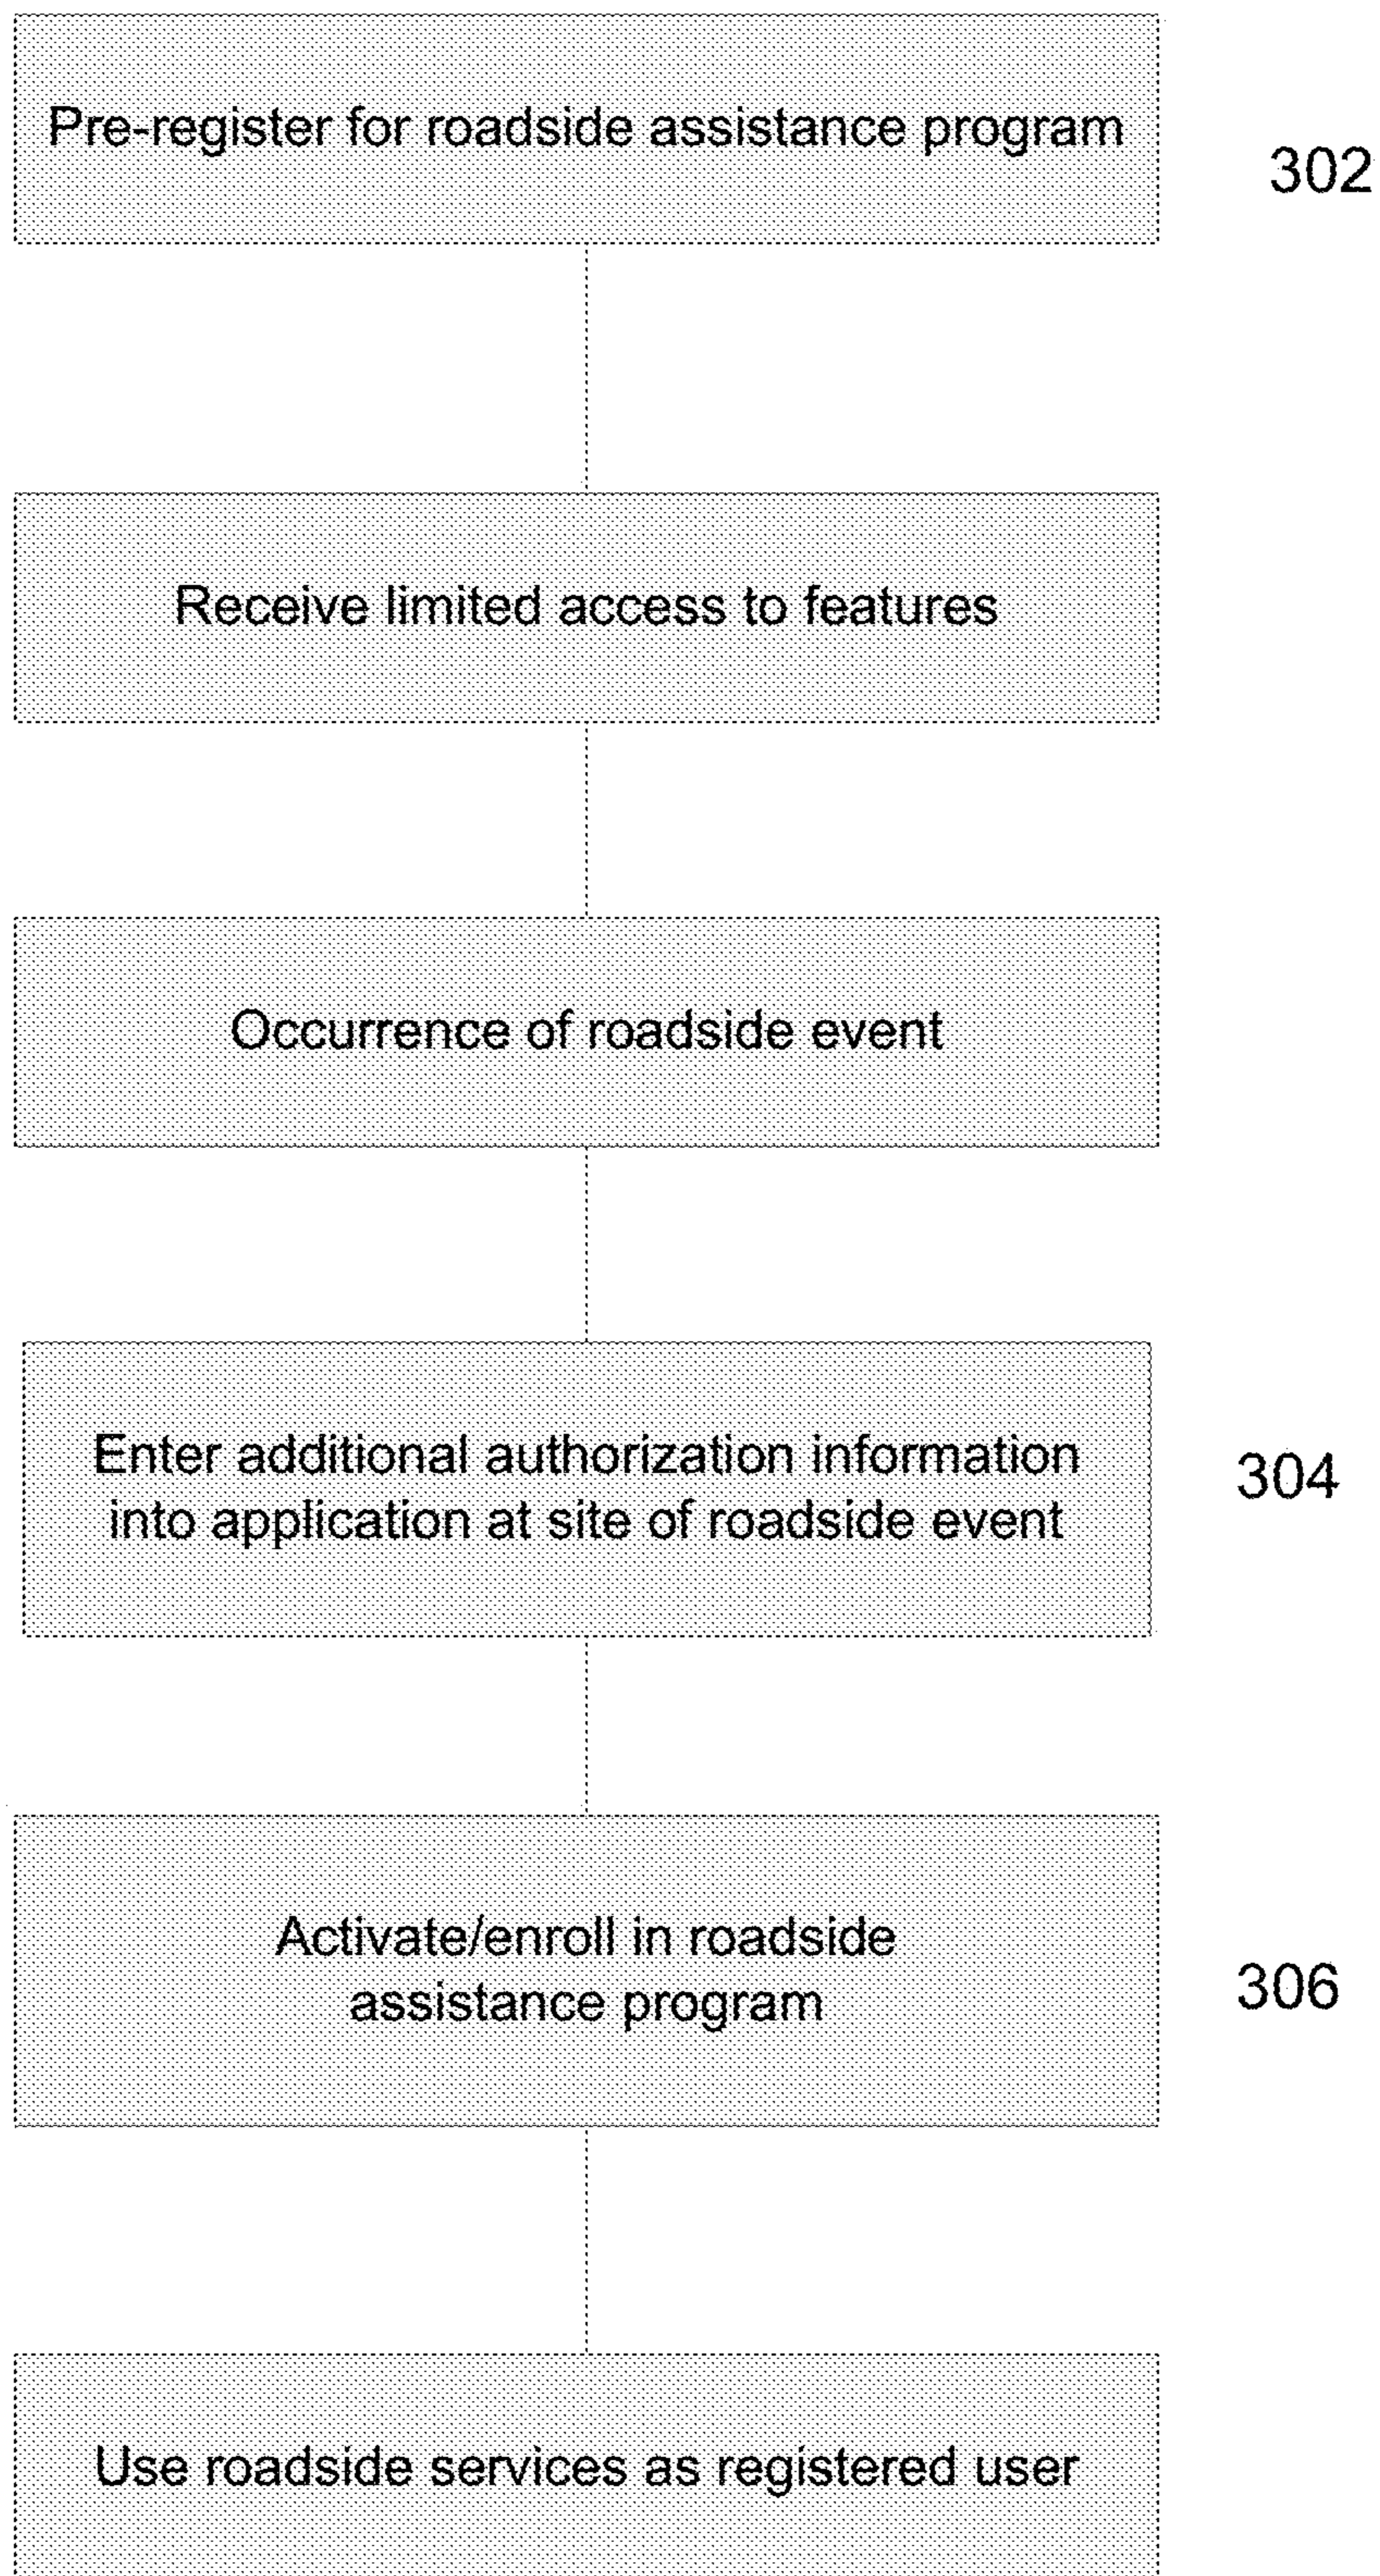 Pre-register for roadside assistance program
302
Receive limited access to features
Occurrence of roadside event
Enter additional authorization information
into application at site of roadside event
304
Activate/enroll in roadside
assistance program
306
Use roadside services as registered user